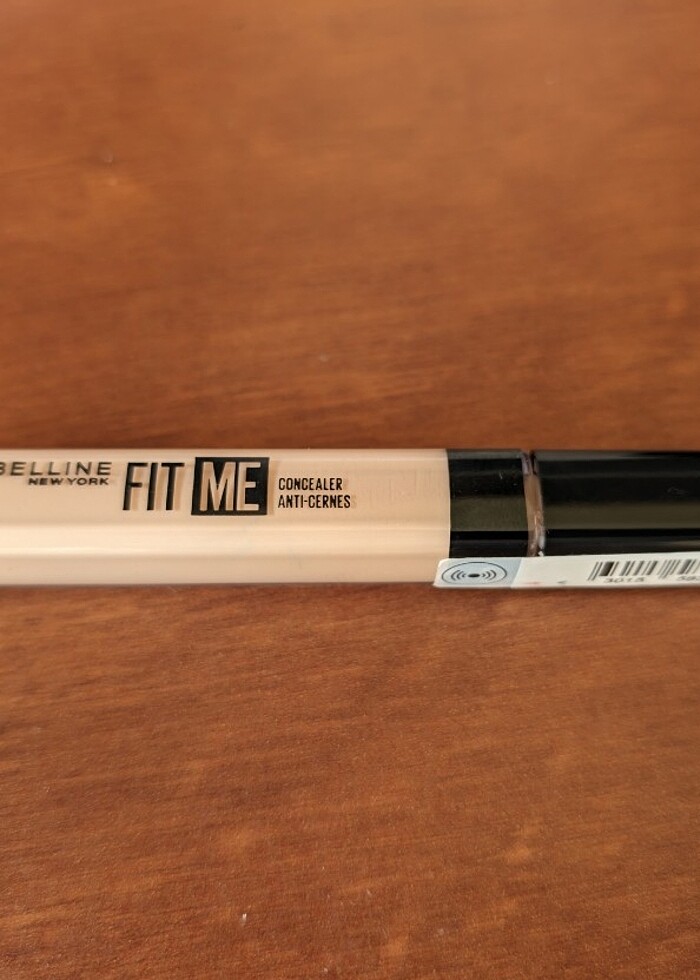 BELLINE
NEW YORK
FIT ME
CONCEALER
ANTI-CERNES